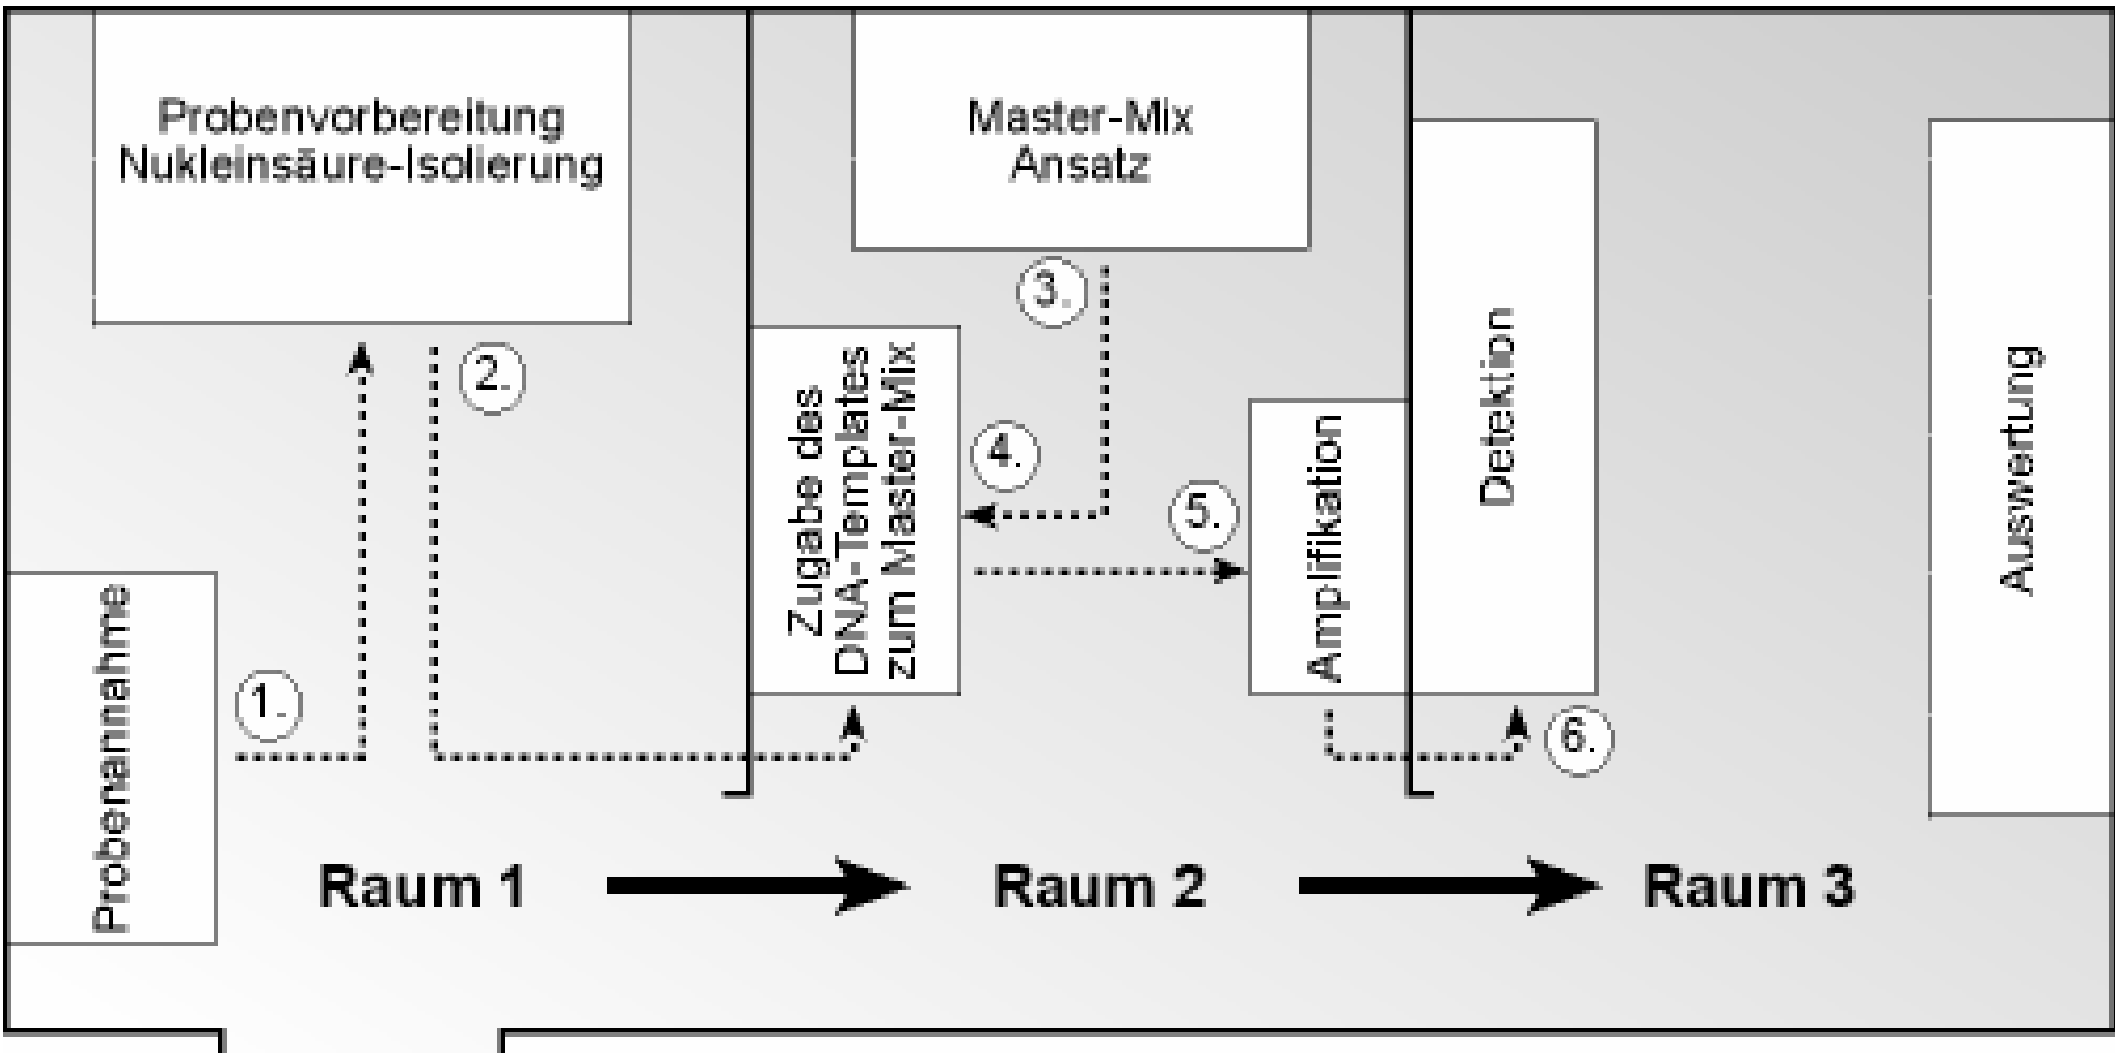 Probenvorbereitung
Nukleinsäure-Isolierung
Master-Mix
Ansatz
3.
2.
Zugabe des
DNA-Templates
zum Master-Mix
4.
5.
Amplifikation
Detektion
Auswertung
Probenannahme
1.
6.
Raum 1
Raum 2
Raum 3